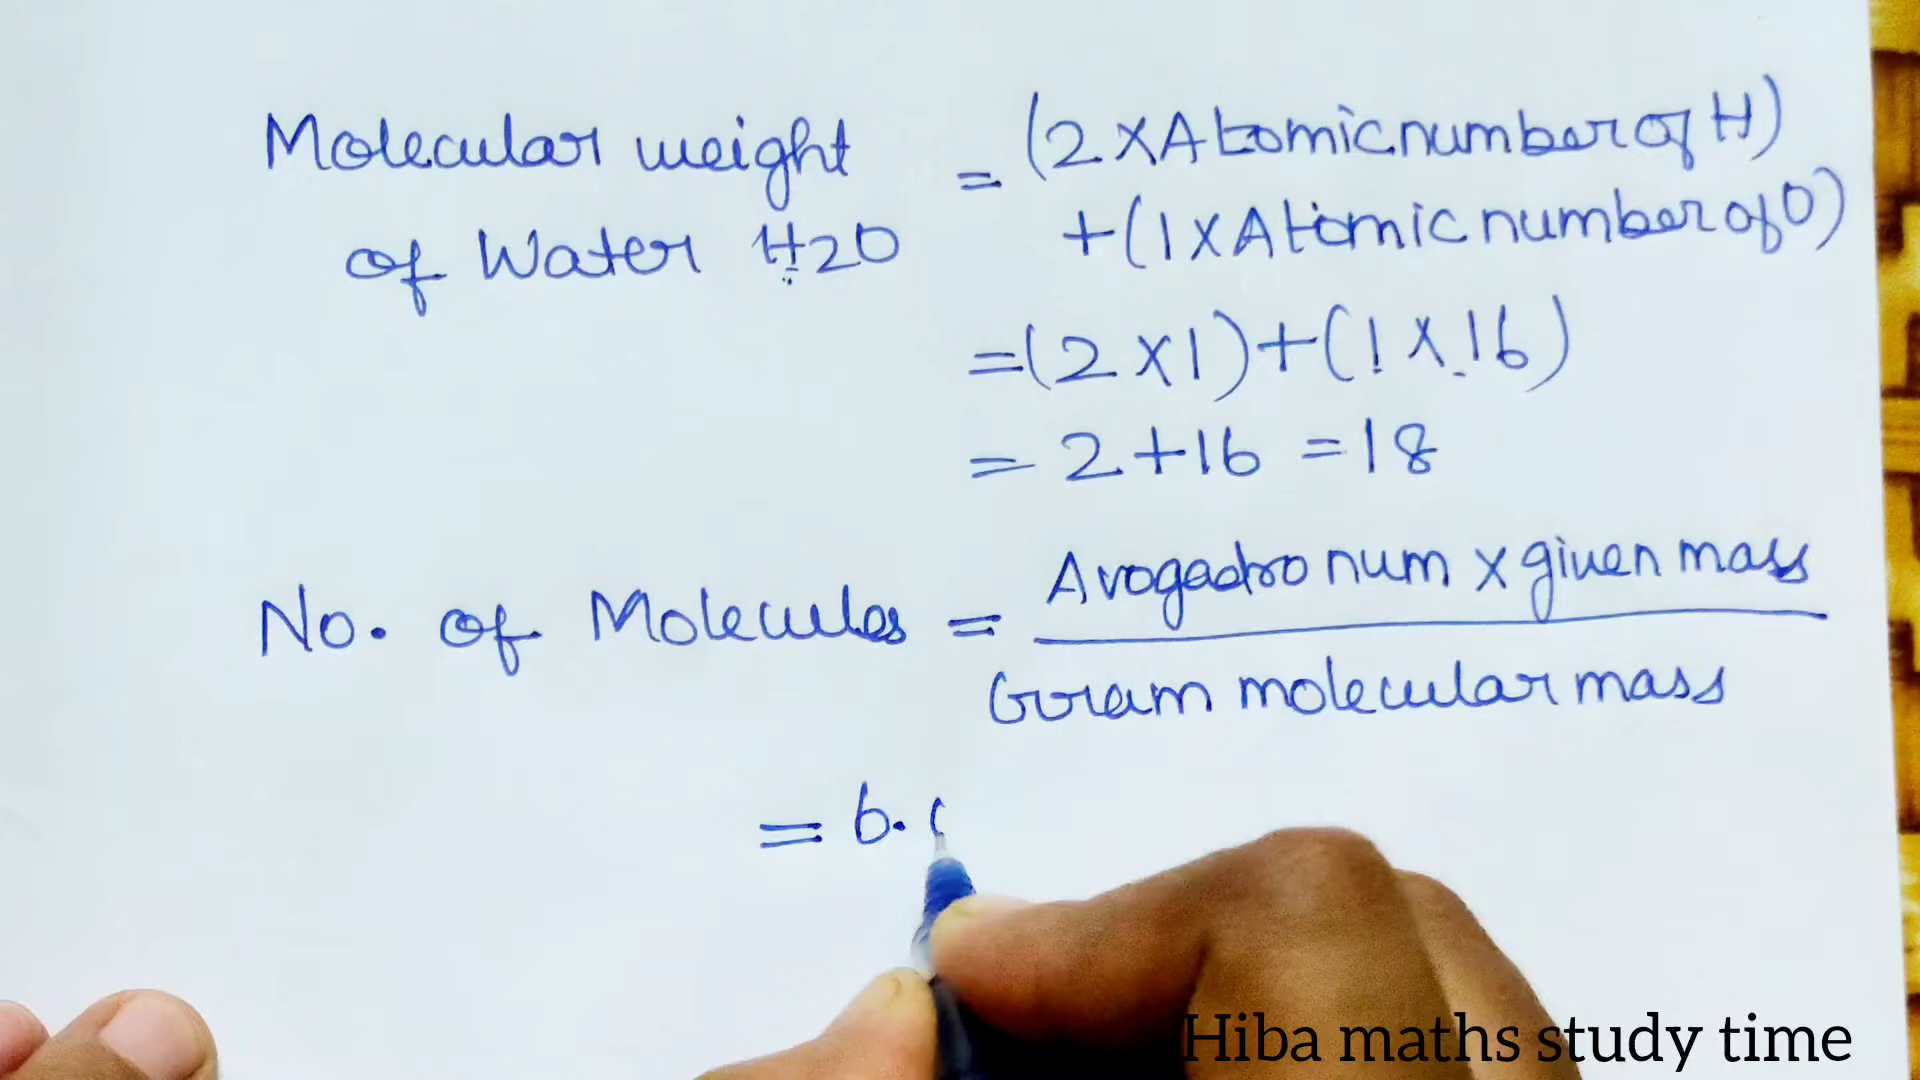 Molecular weight of Water H2O = (2 x Atomic number of H) + (1 x Atomic number of O)
= (2 x 1) + (1 x 16)
= 2 + 16 = 18
No. of Molecules = Avogadro num x given mass
Gram molecular mass
= 6.0
Hiba maths study time